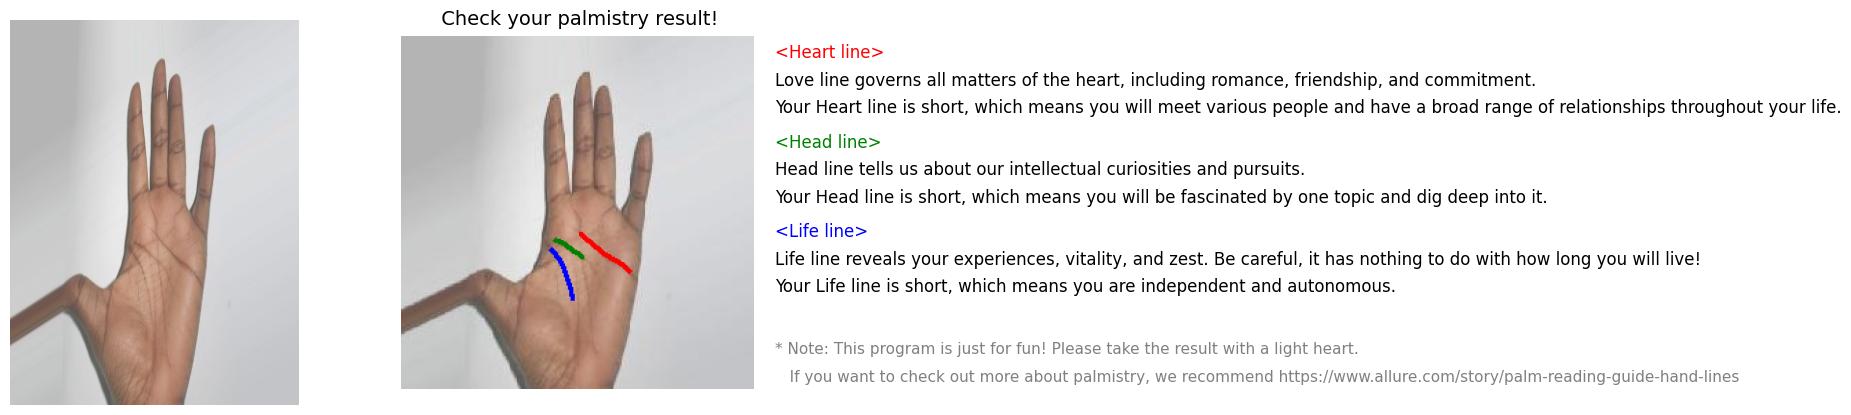 Check your palmistry result!
<Heart line>
Love line governs all matters of the heart, including romance, friendship, and commitment.
Your Heart line is short, which means you will meet various people and have a broad range of relationships throughout your life.
<Head line>
Head line tells us about our intellectual curiosities and pursuits.
Your Head line is short, which means you will be fascinated by one topic and dig deep into it.
<Life line>
Life line reveals your experiences, vitality, and zest. Be careful, it has nothing to do with how long you will live!
Your Life line is short, which means you are independent and autonomous.
* Note: This program is just for fun! Please take the result with a light heart.
If you want to check out more about palmistry, we recommend https://www.allure.com/story/palm-reading-guide-hand-lines